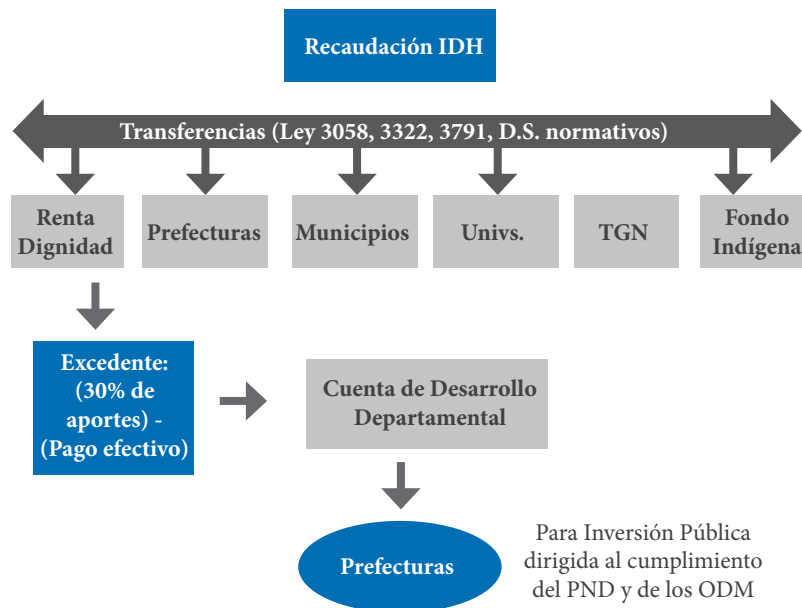 Recaudación IDH
Transferencias (Ley 3058, 3322, 3791, D.S. normativos)
Renta
Dignidad
Prefecturas
Municipios
Univs.
TGN
Fondo
Indígena
Excedente:
(30% de
aportes) -
(Pago efectivo)
Cuenta de Desarrollo
Departamental
Prefecturas
Para Inversión Pública
dirigida al cumplimiento
del PND y de los ODM